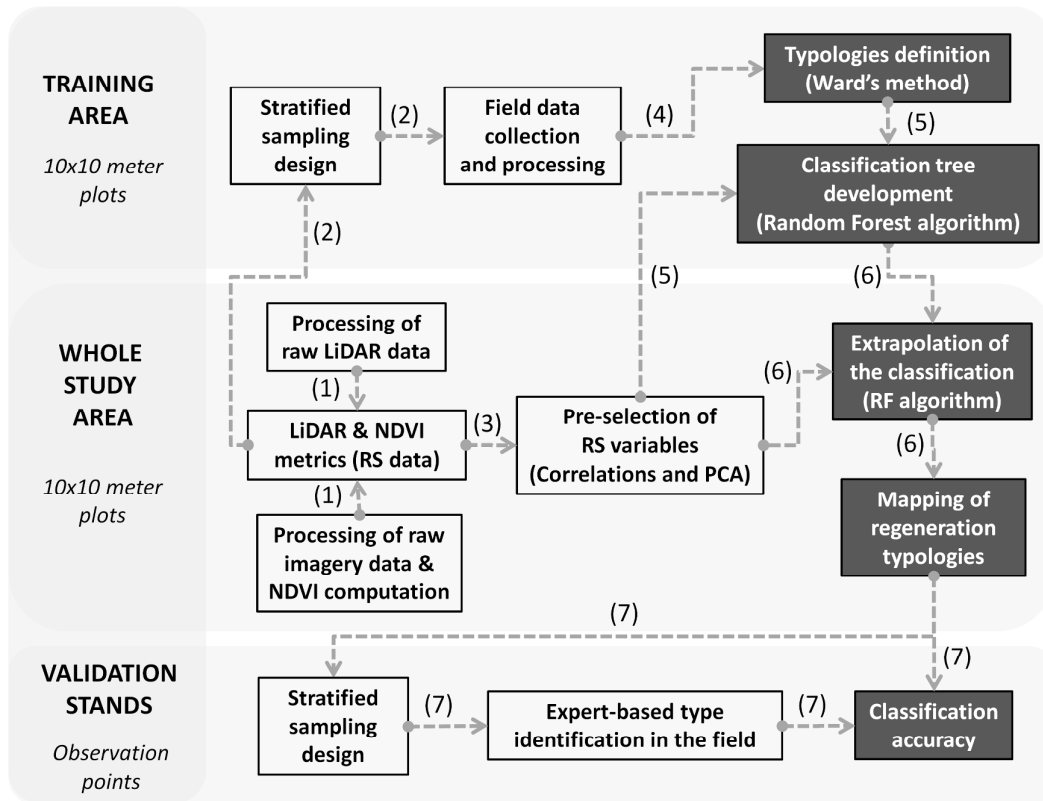 TRAINING
AREA
10x10 meter
plots
Stratified
sampling
design
(2)
Field data
collection
and processing
(4)
Typologies definition
(Ward's method)
(5)
Classification tree
development
(Random Forest algorithm)
(2)
(5)
(6)
WHOLE
STUDY
AREA
10x10 meter
plots
Processing of
raw LiDAR data
(1)
LiDAR & NDVI
metrics (RS data)
(3)
(1)
Processing of raw
imagery data &
NDVI computation
Pre-selection of
RS variables
(Correlations and PCA)
(6)
Extrapolation of
the classification
(RF algorithm)
(6)
Mapping of
regeneration
typologies
(7)
(7)
VALIDATION
STANDS
Observation
points
Stratified
sampling
design
(7)
Expert-based type
identification in the field
(7)
Classification
accuracy